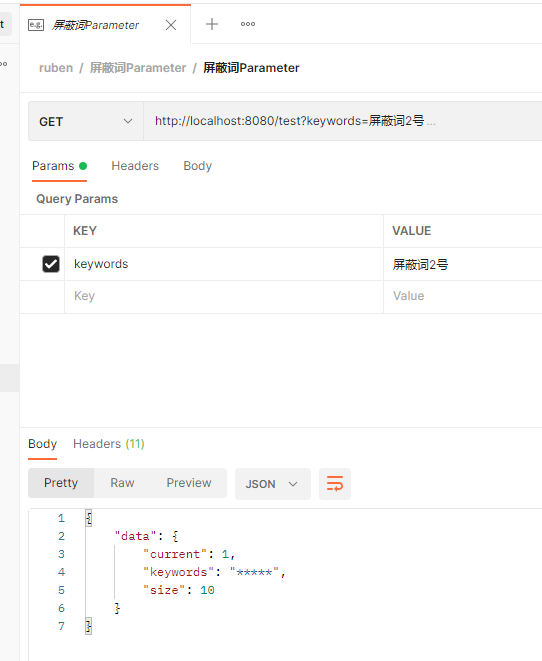 t
e.g. 屏蔽词Parameter
ruben / 屏蔽词Parameter / 屏蔽词Parameter
GET http://localhost:8080/test?keywords=屏蔽词2号 ...
Params Headers Body
Query Params
KEY VALUE
keywords 屏蔽词2号
Key Value
Body Headers (11)
Pretty Raw Preview JSON
1 {
2 "data": {
3 "current": 1,
4 "keywords": "*****",
5 "size": 10
6 }
7 }